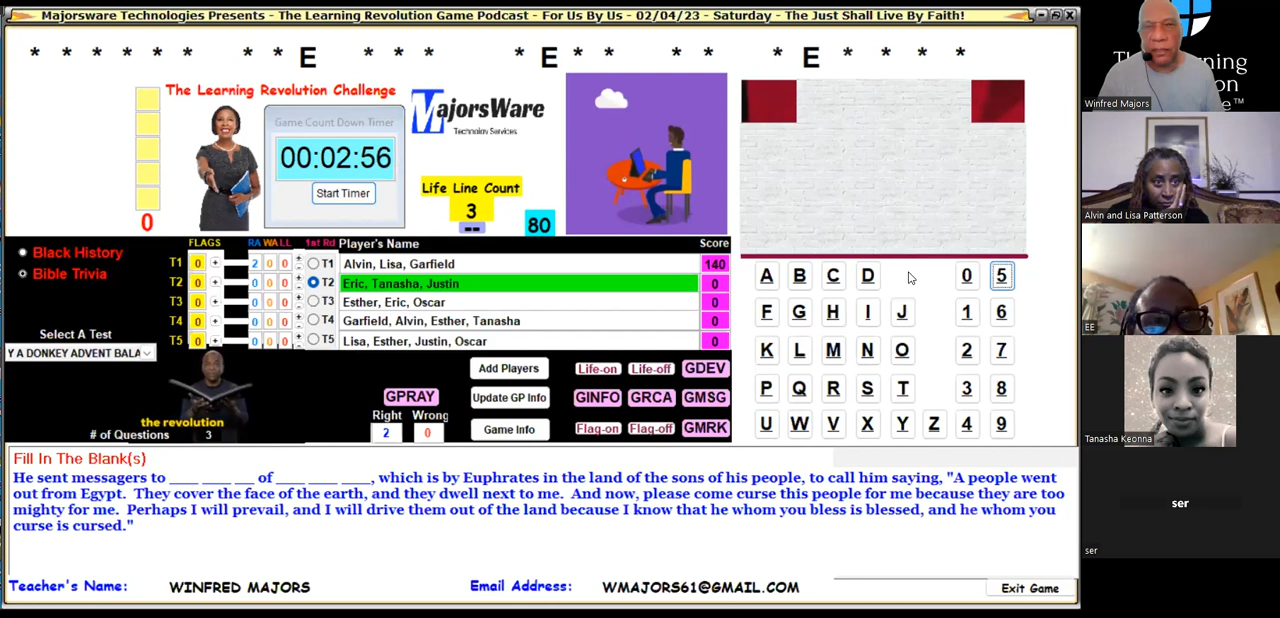 Majorsware Technologies Presents - The Learning Revolution Game Podcast - For Us By Us - 02/04/23 - Saturday - The Just Shall Live By Faith!
* * * * * * * E * * * * E * * * * * E * * * *
The Learning Revolution Challenge
Game Count Down Timer
00:02:56
Start Timer
0
MajorsWare
Technology Services
Life Line Count
3
--
80
Black History
Bible Trivia
Select A Test
Y A DONKEY ADVENT BALA
FLAGS RA WA LL 1st Rd Player's Name Score
T1 0 + 2 0 0 T1 Alvin, Lisa, Garfield 140
T2 0 + 0 0 0 T2 Eric, Tanasha, Justin 0
T3 0 + 0 0 0 T3 Esther, Eric, Oscar 0
T4 0 + 0 0 0 T4 Garfield, Alvin, Esther, Tanasha 0
T5 0 + 0 0 0 T5 Lisa, Esther, Justin, Oscar 0
the revolution
# of Questions 3
GPRAY
Right Wrong
2 0
Add Players Life-on Life-off GDEV
Update GP Info GINFO GRCA GMSG
Game Info Flag-on Flag-off GMRK
A B C D 0 5
F G H I J 1 6
K L M N O 2 7
P Q R S T 3 8
U W V X Y Z 4 9
Fill In The Blank(s)
He sent messagers to ____ ____ ___ of ____ ____ ____, which is by Euphrates in the land of the sons of his people, to call him saying, "A people went
out from Egypt. They cover the face of the earth, and they dwell next to me. And now, please come curse this people for me because they are too
mighty for me. Perhaps I will prevail, and I will drive them out of the land because I know that he whom you bless is blessed, and he whom you
curse is cursed."
Teacher's Name: WINFRED MAJORS Email Address: WMAJORS61@GMAIL.COM Exit Game
Winfred Majors
Alvin and Lisa Patterson
EE
Tanasha Keonna
ser
ser